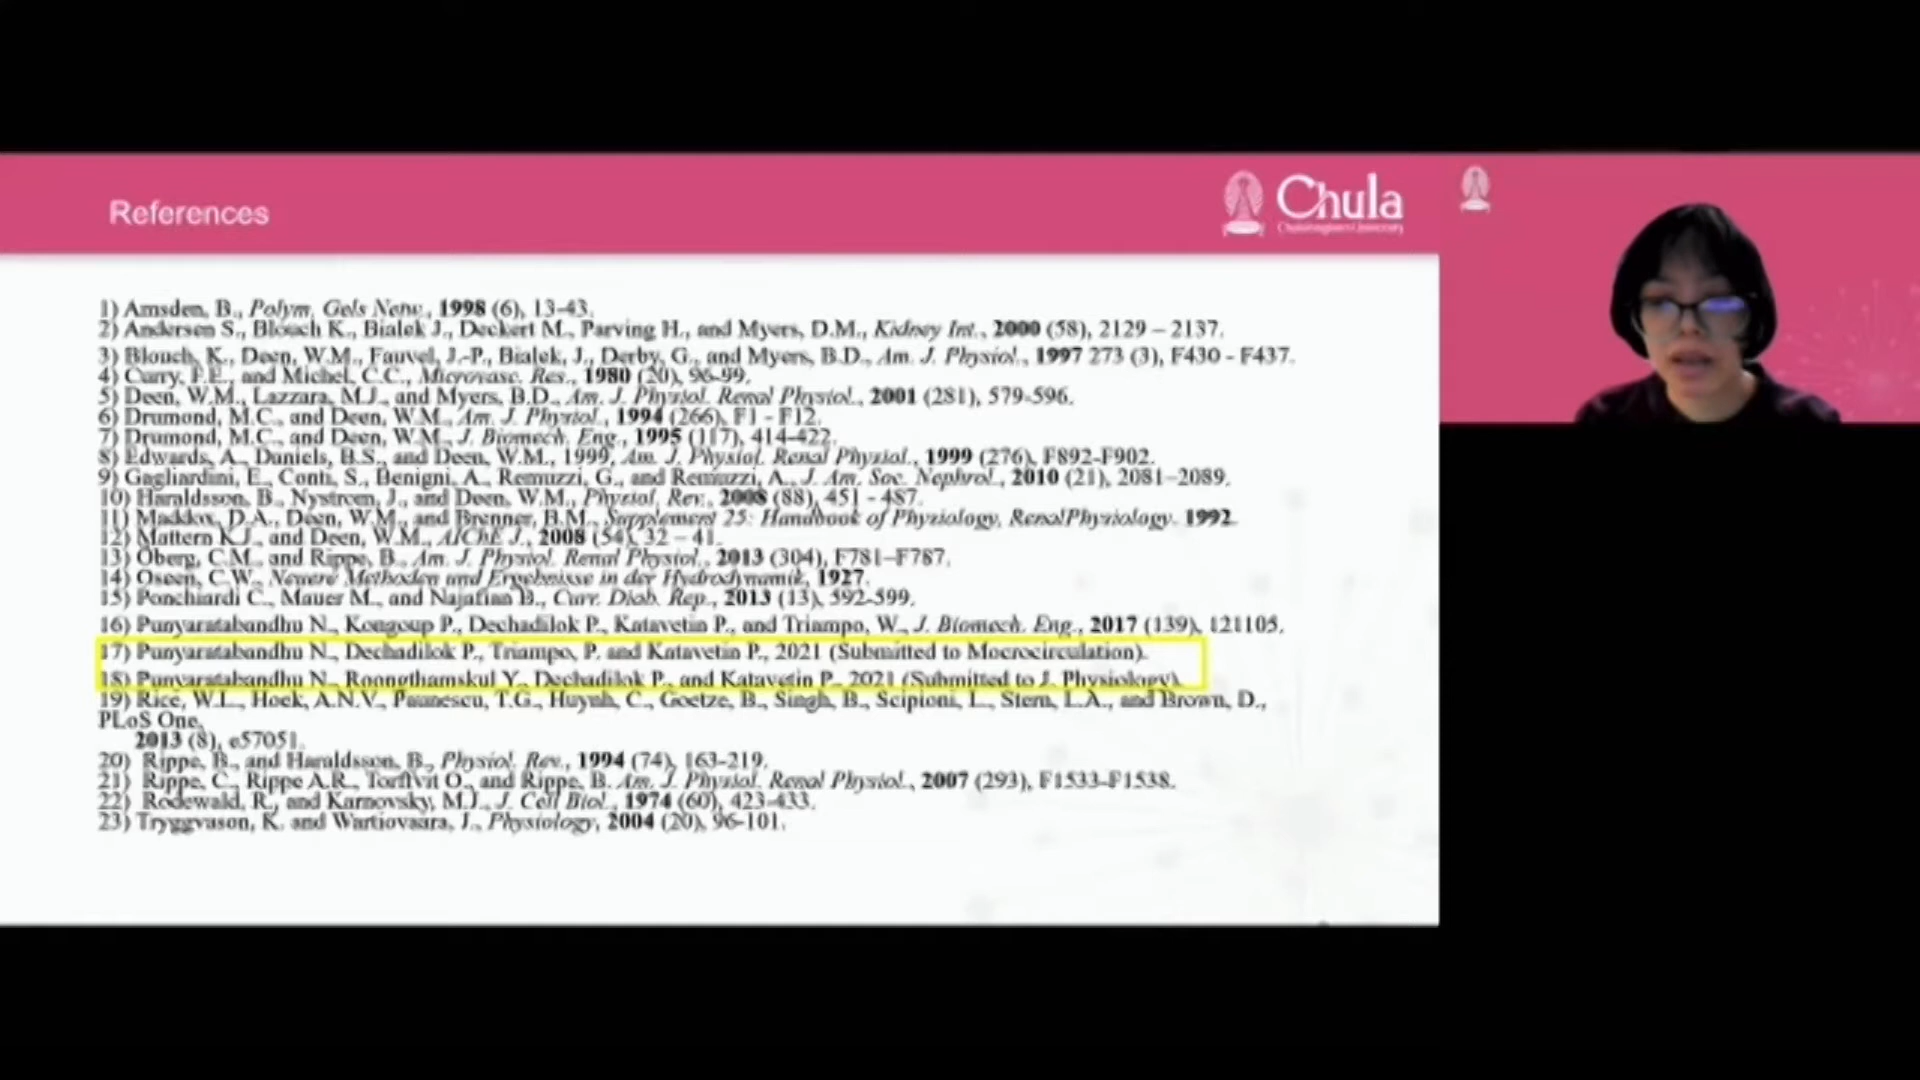 References
Chula
Chulalongkorn University
1) Amsden, B., Polym. Gels Netw., 1998 (6), 13-43.
2) Andersen S., Blouch K., Bialek J., Deckert M., Parving H., and Myers, D.M., Kidney Int., 2000 (58), 2129 – 2137.
3) Blouch, K., Deen, W.M., Fauvel, J.-P., Bialek, J., Derby, G., and Myers, B.D., Am. J. Physiol., 1997 273 (3), F430 - F437.
4) Curry, F.E., and Michel, C.C., Microvasc. Res., 1980 (20), 96-99.
5) Deen, W.M., Lazzara, M.J., and Myers, B.D., Am. J. Physiol. Renal Physiol., 2001 (281), 579-596.
6) Drumond, M.C., and Deen, W.M., Am. J. Physiol., 1994 (266), F1 - F12.
7) Drumond, M.C., and Deen, W.M., J. Biomech. Eng., 1995 (117), 414-422.
8) Edwards, A., Daniels, B.S., and Deen, W.M., 1999, Am. J. Physiol. Renal Physiol., 1999 (276), F892-F902.
9) Gagliardini, E., Conti, S., Benigni, A., Remuzzi, G., and Remuzzi, A., J. Am. Soc. Nephrol., 2010 (21), 2081–2089.
10) Haraldsson, B., Nystrom, J., and Deen, W.M., Physiol. Rev., 2008 (88), 451 - 487.
11) Maddox, D.A., Deen, W.M., and Brenner, B.M., Supplement 25: Handbook of Physiology, RenalPhysiology. 1992.
12) Mattern K.J., and Deen, W.M., AIChE J., 2008 (54), 32 – 41.
13) Oberg, C.M., and Rippe, B., Am. J. Physiol. Renal Physiol., 2013 (304), F781–F787.
14) Oseen, C.W., Neuere Methoden und Ergebnisse in der Hydrodynamik, 1927.
15) Ponchiardi C., Mauer M., and Najafian B., Curr. Diab. Rep., 2013 (13), 592-599.
16) Punyaratabandhu N., Kongoup P., Dechadilok P., Katavetin P., and Triampo, W., J. Biomech. Eng., 2017 (139), 121105.
17) Punyaratabandhu N., Dechadilok P., Triampo, P. and Katavetin P., 2021 (Submitted to Mocrocirculation).
18) Punyaratabandhu N., Roongthamskul Y., Dechadilok P., and Katavetin P., 2021 (Submitted to J. Physiology).
19) Rice, W.L., Hoek, A.N.V., Paunescu, T.G., Huynh, C., Goetze, B., Singh, B., Scipioni, L., Stern, L.A., and Brown, D.,
PLoS One,
2013 (8), e57051.
20) Rippe, B., and Haraldsson, B., Physiol. Rev., 1994 (74), 163-219.
21) Rippe, C., Rippe A.R., Torffvit O., and Rippe, B. Am. J. Physiol. Renal Physiol., 2007 (293), F1533-F1538.
22) Rodewald, R., and Karnovsky, M.J., J. Cell Biol., 1974 (60), 423-433.
23) Tryggvason, K. and Wartiovaara, J., Physiology, 2004 (20), 96-101.